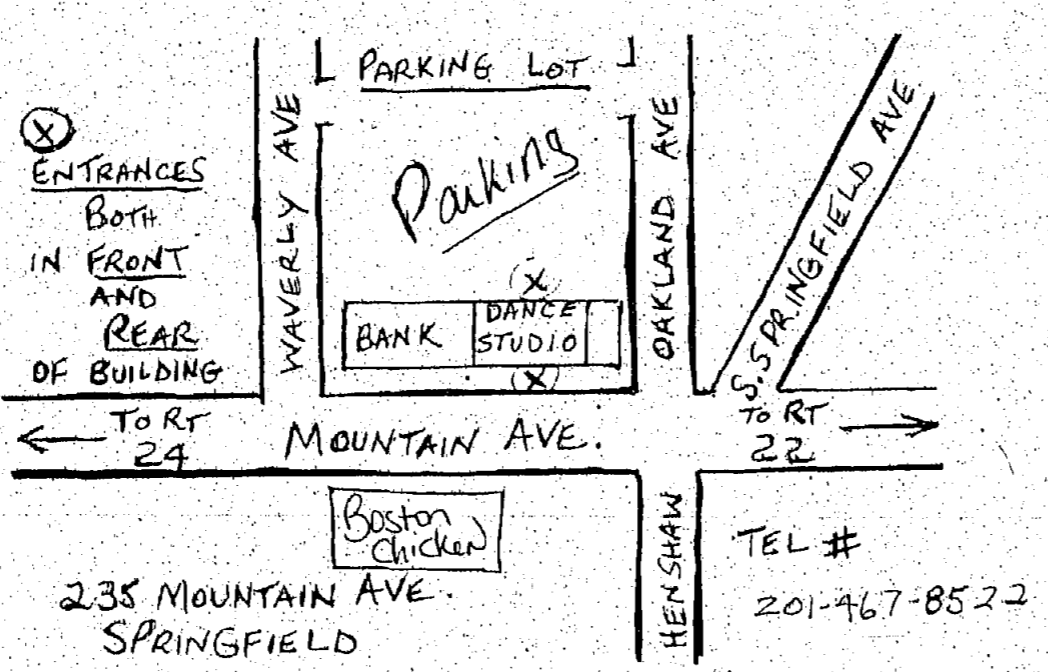 PARKING LOT
Parking
WAVERLY AVE
OAKLAND AVE
S. SPRINGFIELD AVE
X
ENTRANCES
BOTH
IN FRONT
AND
REAR
OF BUILDING
(X)
BANK
DANCE
STUDIO
(X)
TO RT
24
MOUNTAIN AVE.
TO RT
22
Boston
Chicken
HENSHAW
TEL #
201-467-8522
235 MOUNTAIN AVE.
SPRINGFIELD